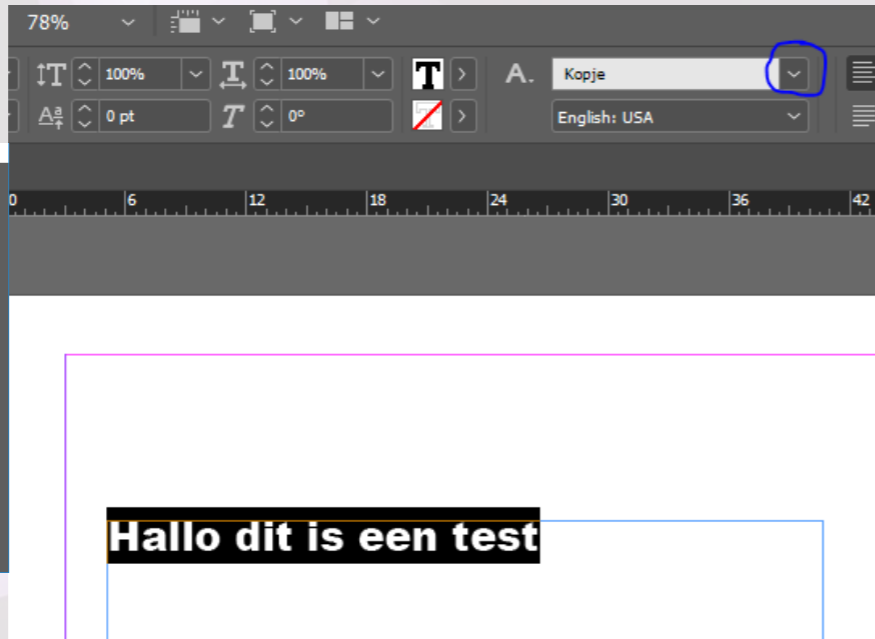 78%
T 100% T 100% T A. Kopje
Aa 0 pt T 0° T English: USA
0 6 12 18 24 30 36 42
Hallo dit is een test